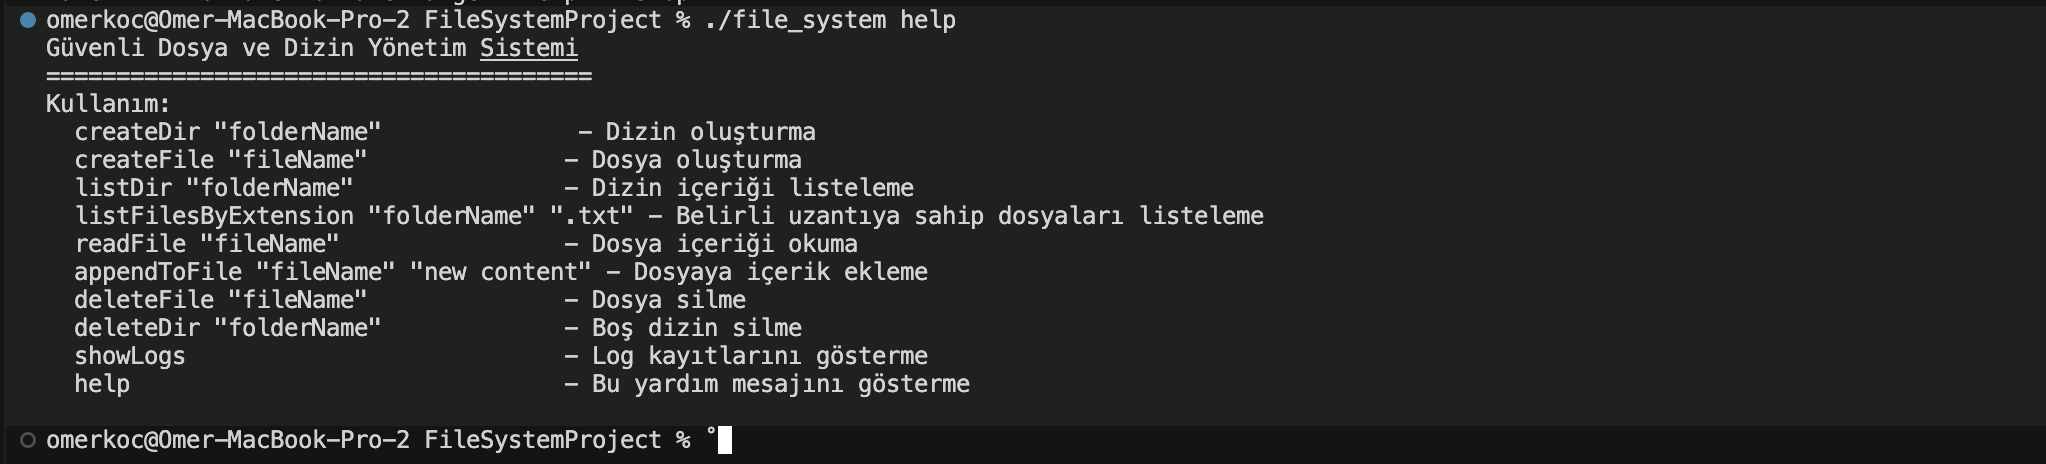 omerkoc@Omer-MacBook-Pro-2 FileSystemProject % ./file_system help
Güvenli Dosya ve Dizin Yönetim Sistemi
=======================================
Kullanım:
  createDir "folderName"              - Dizin oluşturma
  createFile "fileName"              - Dosya oluşturma
  listDir "folderName"               - Dizin içeriği listeleme
  listFilesByExtension "folderName" ".txt" - Belirli uzantıya sahip dosyaları listeleme
  readFile "fileName"                - Dosya içeriği okuma
  appendToFile "fileName" "new content" - Dosyaya içerik ekleme
  deleteFile "fileName"              - Dosya silme
  deleteDir "folderName"             - Boş dizin silme
  showLogs                           - Log kayıtlarını gösterme
  help                               - Bu yardım mesajını gösterme
omerkoc@Omer-MacBook-Pro-2 FileSystemProject % °